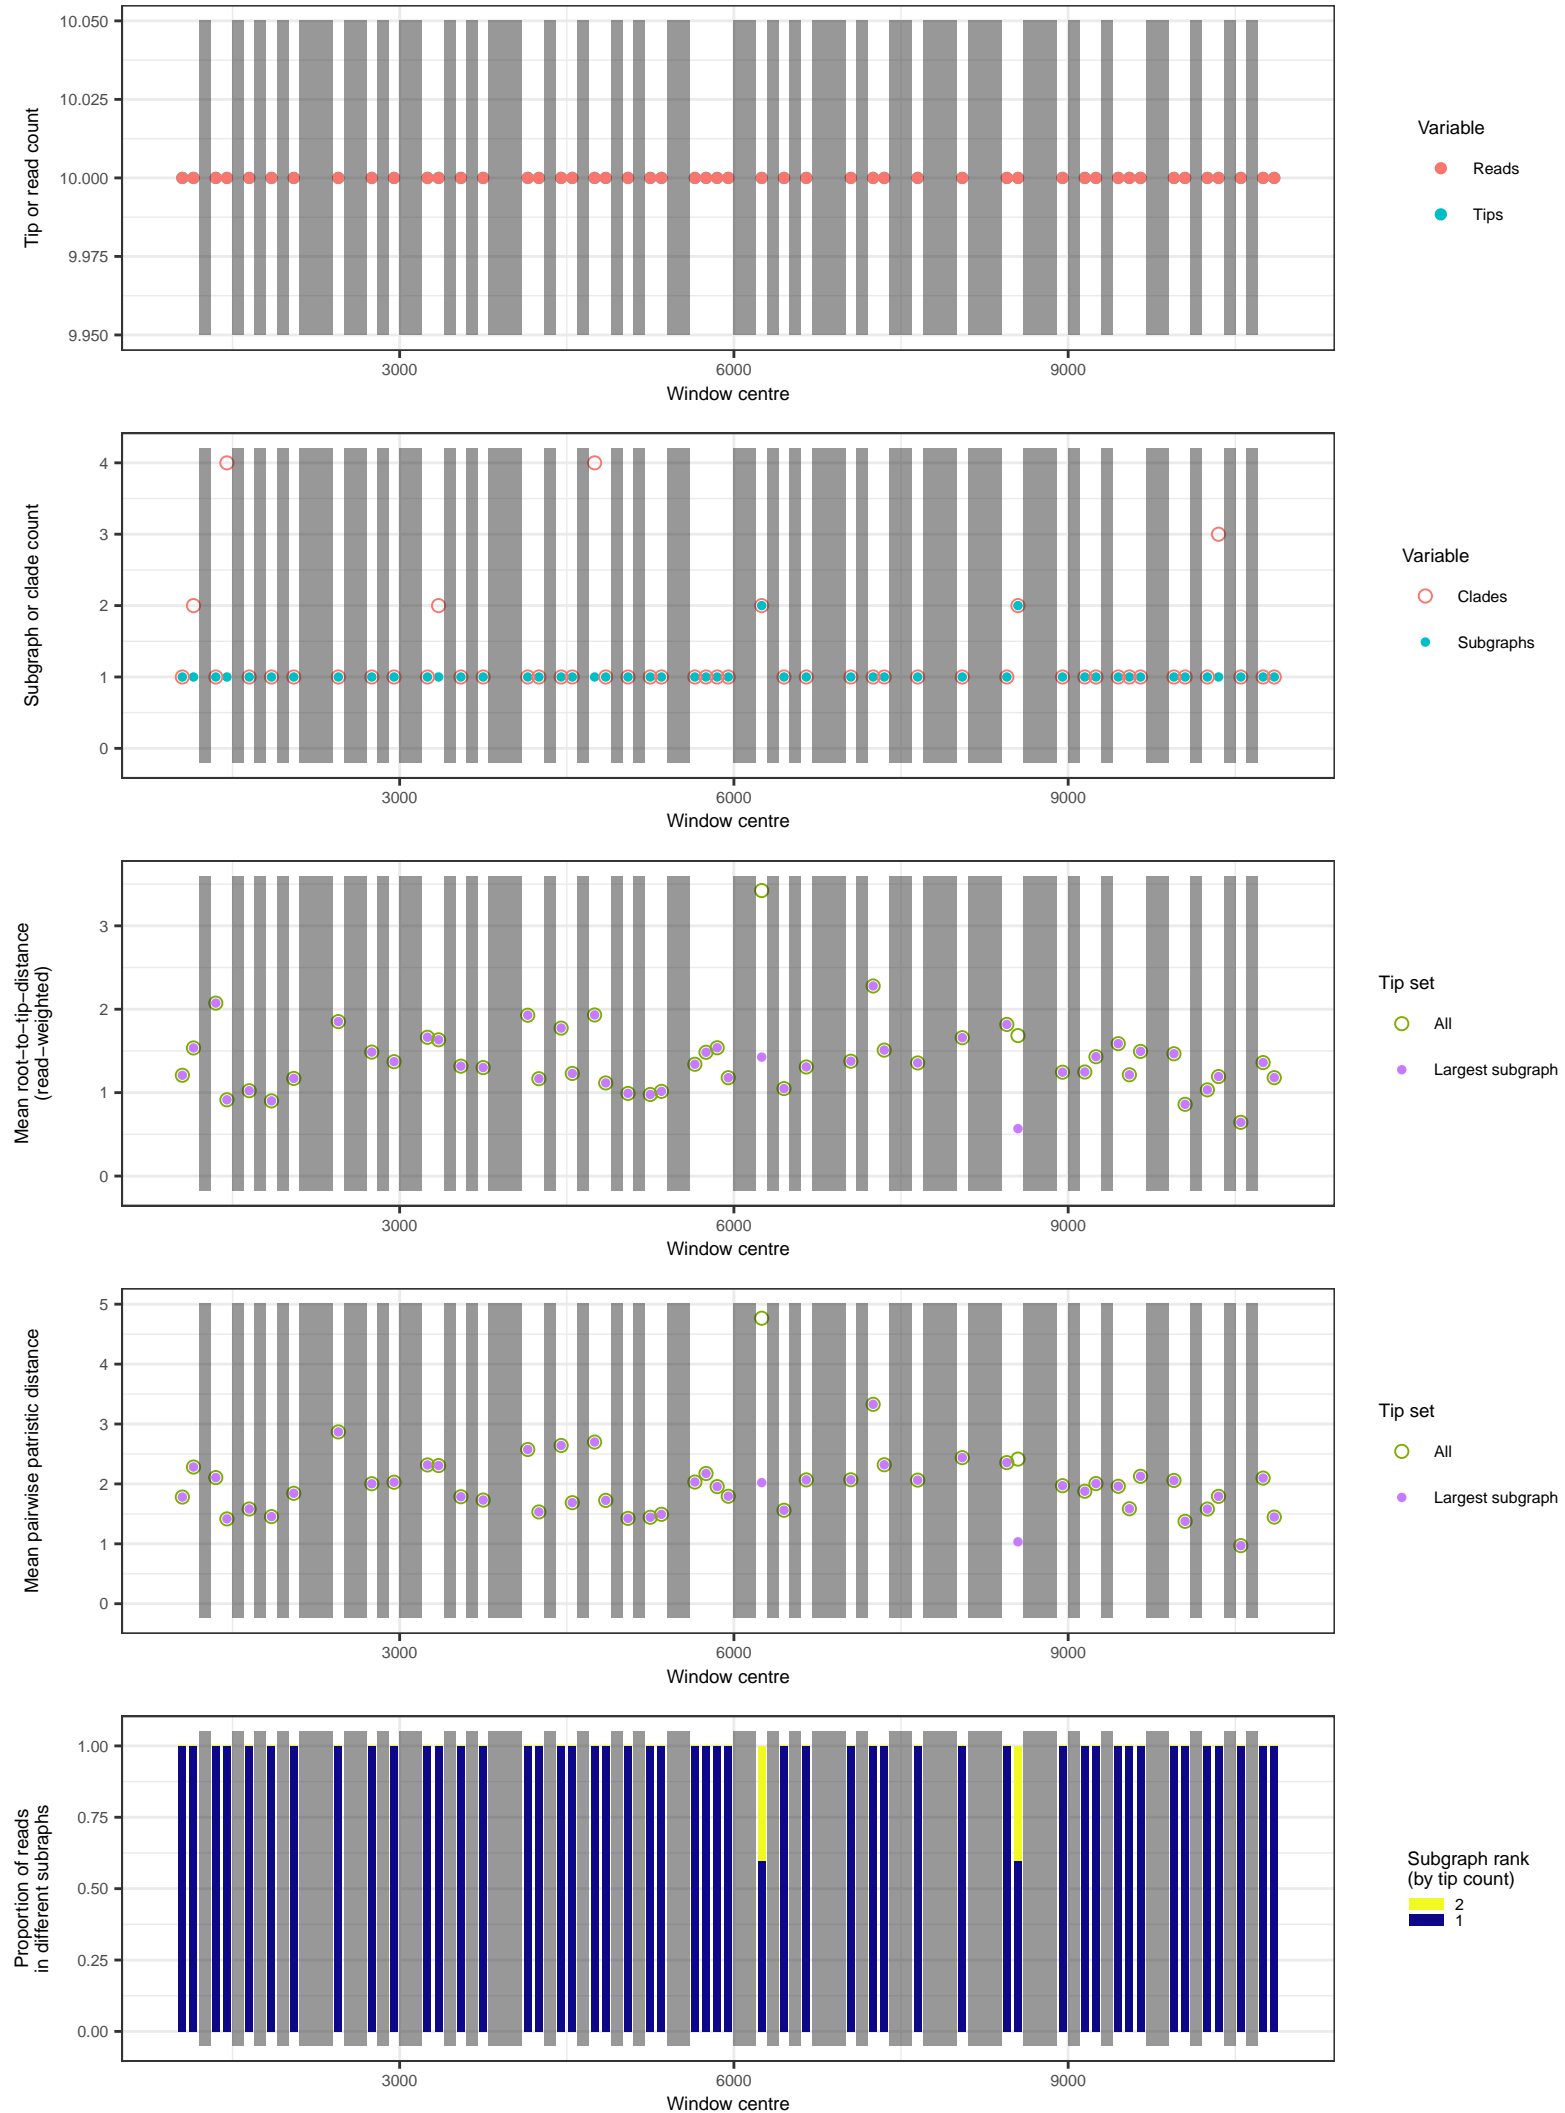 10.050
10.025
10.000
9.975
9.950
Tip or read count
3000 6000 9000
Window centre
Variable
Reads
Tips
4
3
2
1
0
Subgraph or clade count
3000 6000 9000
Window centre
Variable
Clades
Subgraphs
3
2
1
0
Mean root−to−tip−distance
(read−weighted)
3000 6000 9000
Window centre
Tip set
All
Largest subgraph
5
4
3
2
1
0
Mean pairwise patristic distance
3000 6000 9000
Window centre
Tip set
All
Largest subgraph
1.00
0.75
0.50
0.25
0.00
Proportion of reads
in different subraphs
3000 6000 9000
Window centre
Subgraph rank
(by tip count)
2
1